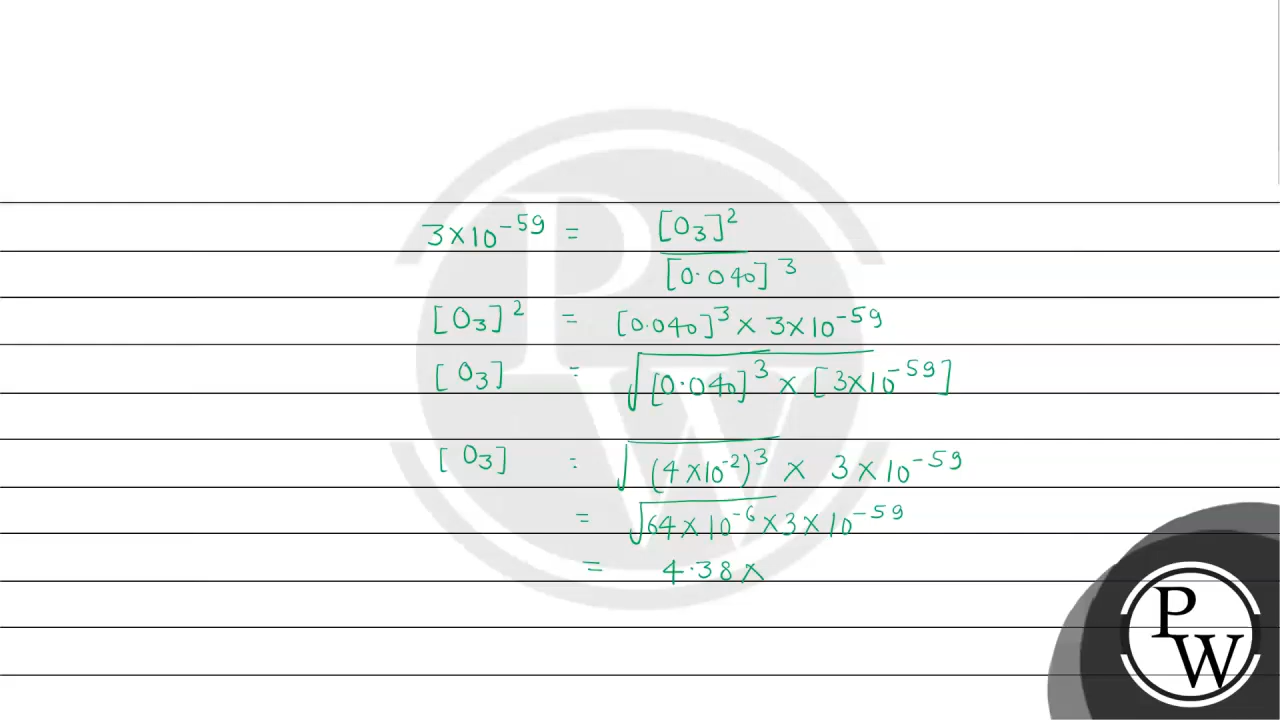 3×10⁻⁵⁹ = [O₃]² / [0.040]³
[O₃]² = [0.040]³ × 3×10⁻⁵⁹
[O₃] = √[0.040]³ × [3×10⁻⁵⁹]
[O₃] = √(4×10⁻²)³ × 3×10⁻⁵⁹
= √64×10⁻⁶×3×10⁻⁵⁹
= 4.38×
P
W
P
W